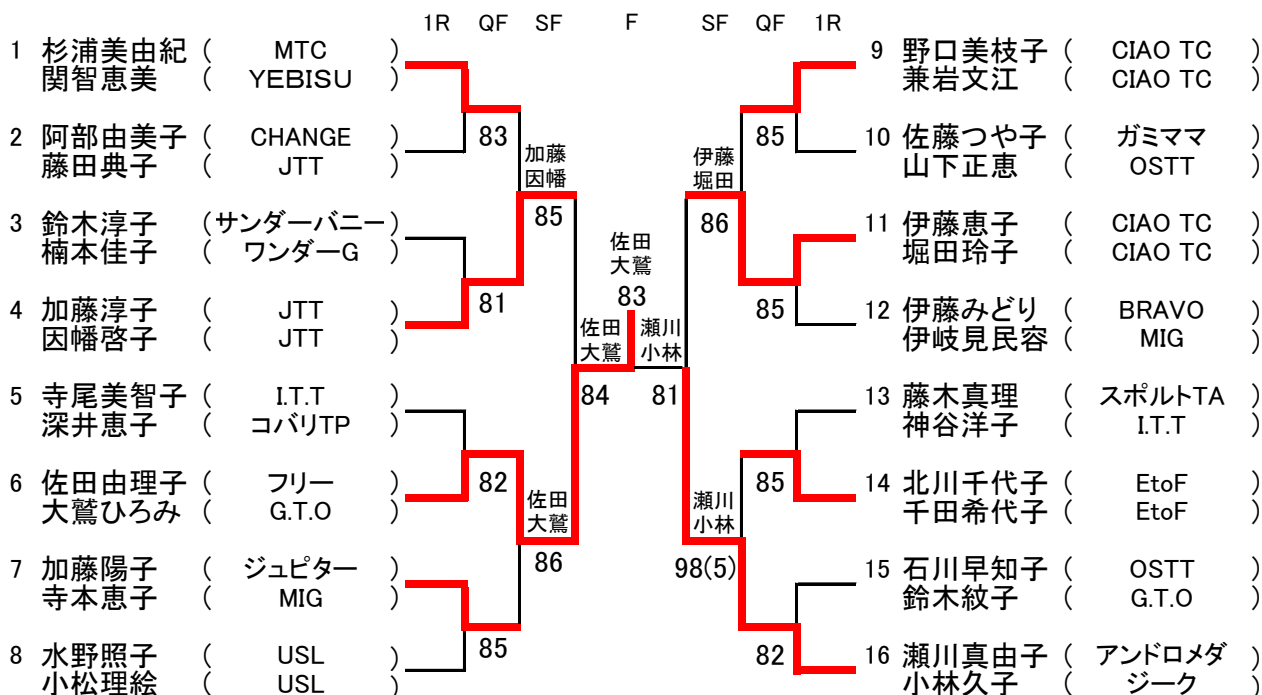 1R QF SF F SF QF 1R
1 杉浦美由紀 ( MTC )
関智恵美 ( YEBISU )
2 阿部由美子 ( CHANGE )
藤田典子 ( JTT )
3 鈴木淳子 (サンダーバニー)
楠本佳子 ( ワンダーG )
4 加藤淳子 ( JTT )
因幡啓子 ( JTT )
5 寺尾美智子 ( I.T.T )
深井恵子 ( コバリTP )
6 佐田由理子 ( フリー )
大鷲ひろみ ( G.T.O )
7 加藤陽子 ( ジュピター )
寺本恵子 ( MIG )
8 水野照子 ( USL )
小松理絵 ( USL )
83
81
82
85
加藤
因幡
85
佐田
大鷲
86
佐田
大鷲
84
佐田
大鷲
83
瀬川
小林
81
伊藤
堀田
86
瀬川
小林
98(5)
85
85
85
82
9 野口美枝子 ( CIAO TC )
兼岩文江 ( CIAO TC )
10 佐藤つや子 ( ガミママ )
山下正恵 ( OSTT )
11 伊藤恵子 ( CIAO TC )
堀田玲子 ( CIAO TC )
12 伊藤みどり ( BRAVO )
伊岐見民容 ( MIG )
13 藤木真理 ( スポルトTA )
神谷洋子 ( I.T.T )
14 北川千代子 ( EtoF )
千田希代子 ( EtoF )
15 石川早知子 ( OSTT )
鈴木紋子 ( G.T.O )
16 瀬川真由子 ( アンドロメダ )
小林久子 ( ジーク )